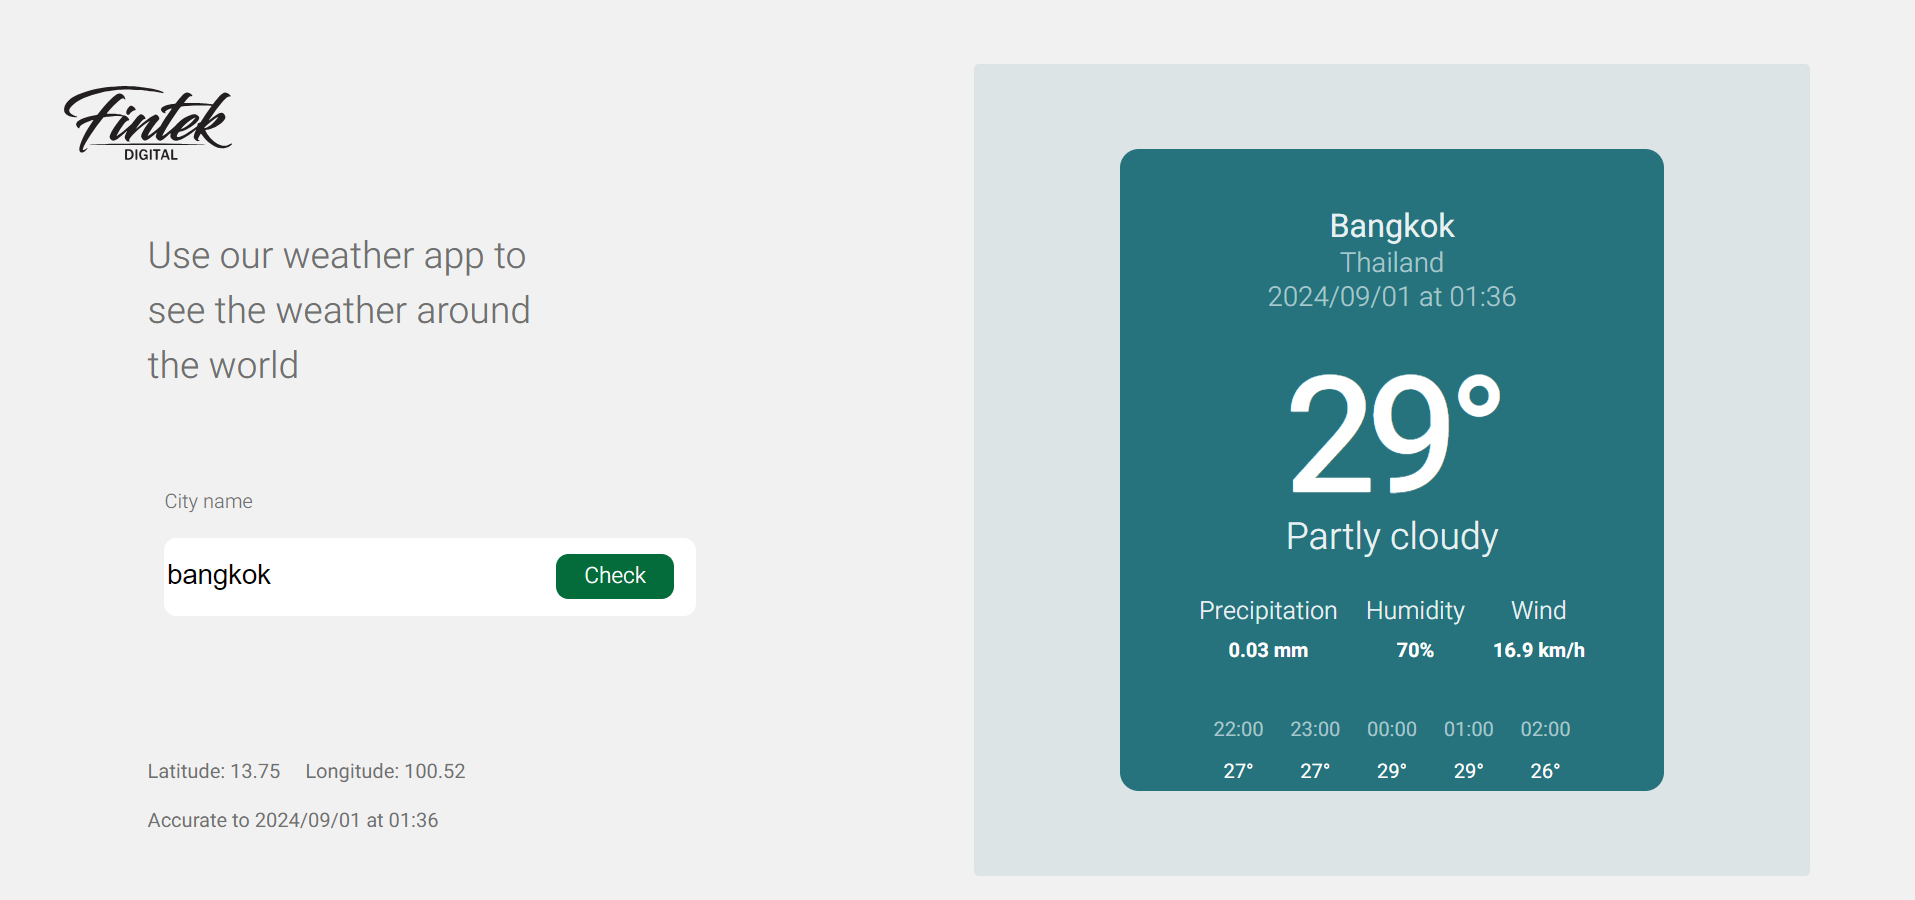 Fintek
DIGITAL
Use our weather app to
see the weather around
the world
City name
bangkok
Check
Latitude: 13.75 Longitude: 100.52
Accurate to 2024/09/01 at 01:36
Bangkok
Thailand
2024/09/01 at 01:36
29°
Partly cloudy
Precipitation Humidity Wind
0.03 mm 70% 16.9 km/h
22:00 23:00 00:00 01:00 02:00
27° 27° 29° 29° 26°